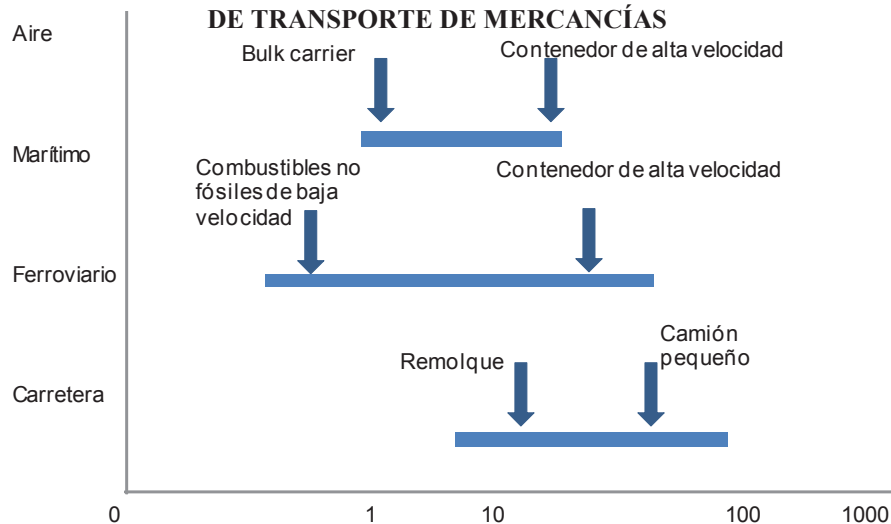 DE TRANSPORTE DE MERCANCÍAS
Aire
Bulk carrier
Contenedor de alta velocidad
Marítimo
Combustibles no
fósiles de baja
velocidad
Contenedor de alta velocidad
Ferroviario
Remolque
Camión
pequeño
Carretera
0 1 10 100 1000